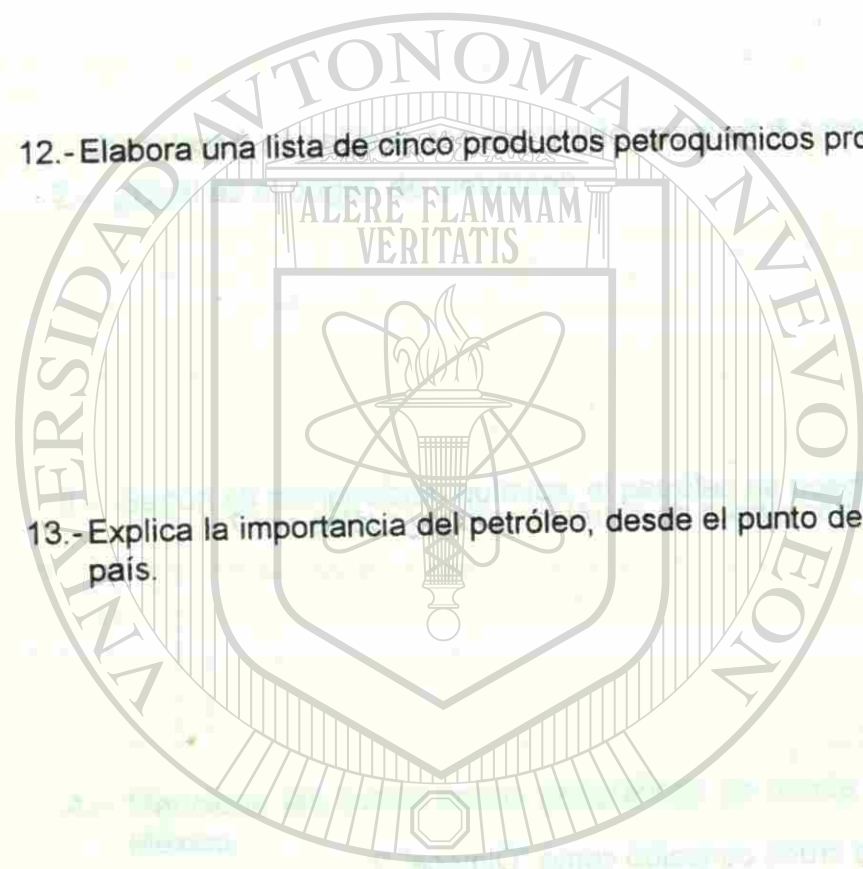 12.- Elabora una lista de cinco productos petroquímicos
ALERE FLAMMAM
VERITATIS
13.- Explica la importancia del petróleo, desde el punto de
país.
UNIVERSIDAD AUTONOMA DE NUEVO LEON